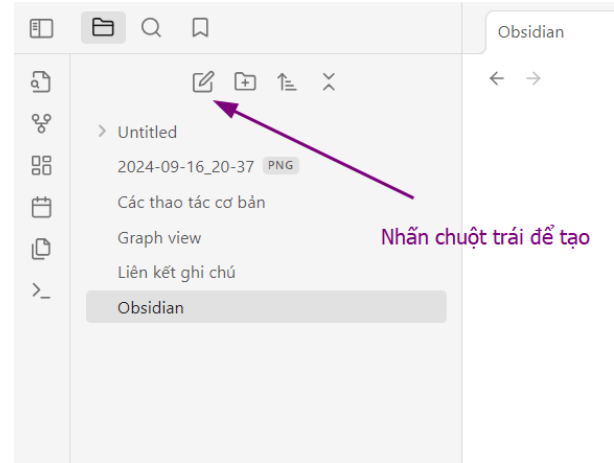 Obsidian
Untitled
2024-09-16_20-37 PNG
Các thao tác cơ bản
Graph view
Nhấn chuột trái để tạo
Liên kết ghi chú
Obsidian